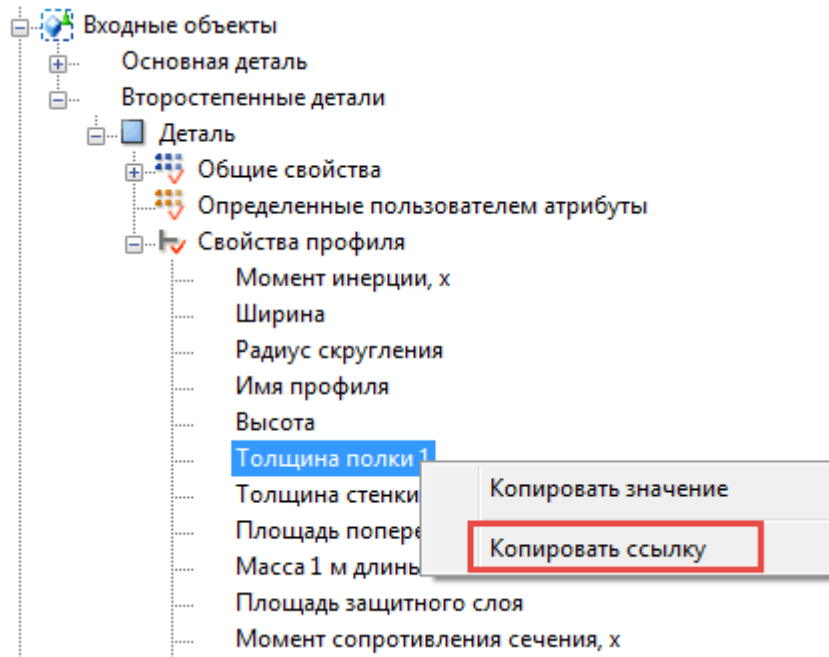 Входные объекты
Основная деталь
Второстепенные детали
Деталь
Общие свойства
Определенные пользователем атрибуты
Свойства профиля
Момент инерции, x
Ширина
Радиус скругления
Имя профиля
Высота
Толщина полки 1
Копировать значение
Толщина стенки
Площадь попере
Копировать ссылку
Масса 1 м длины
Площадь защитного слоя
Момент сопротивления сечения, x